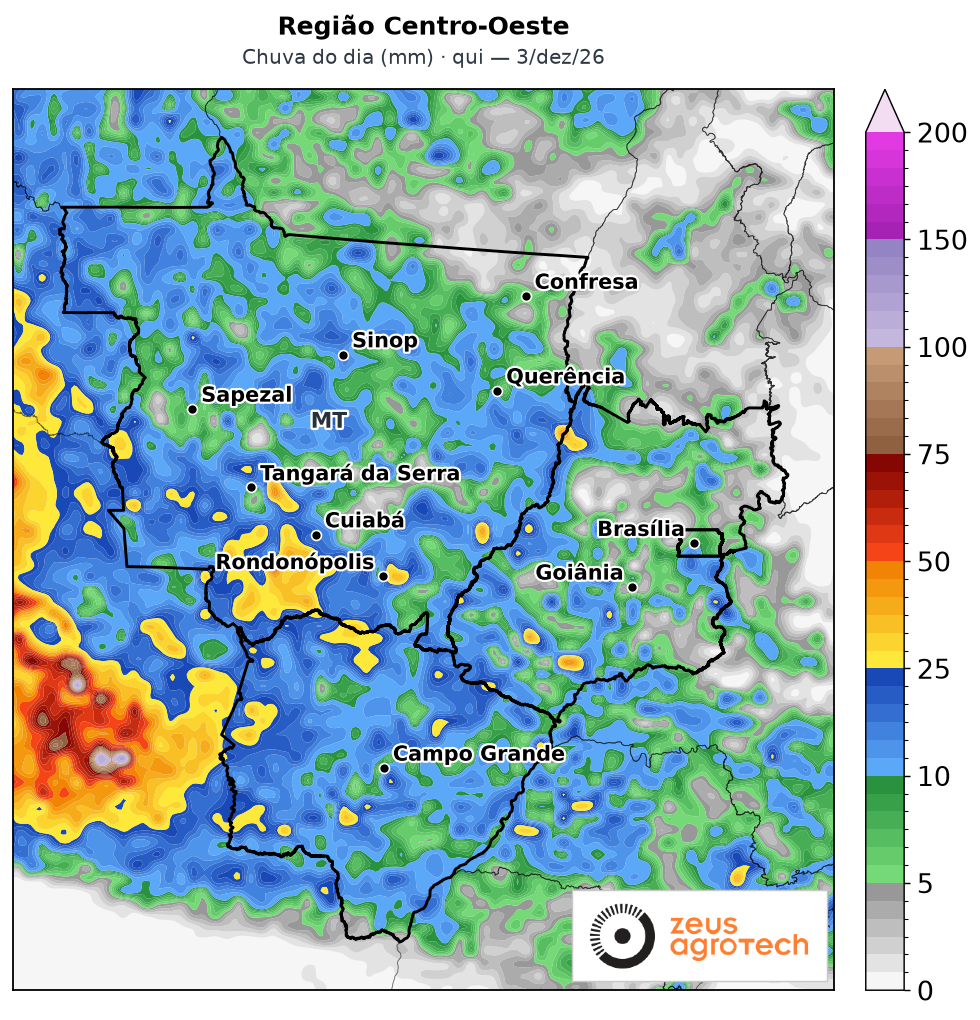 Região Centro-Oeste
Chuva do dia (mm) · qui — 3/dez/26
Confresa
Sinop
Querência
Sapezal
MT
Tangará da Serra
Cuiabá
Brasília
Rondonópolis
Goiânia
Campo Grande
zeus
agrotech
200
150
100
75
50
25
10
5
0